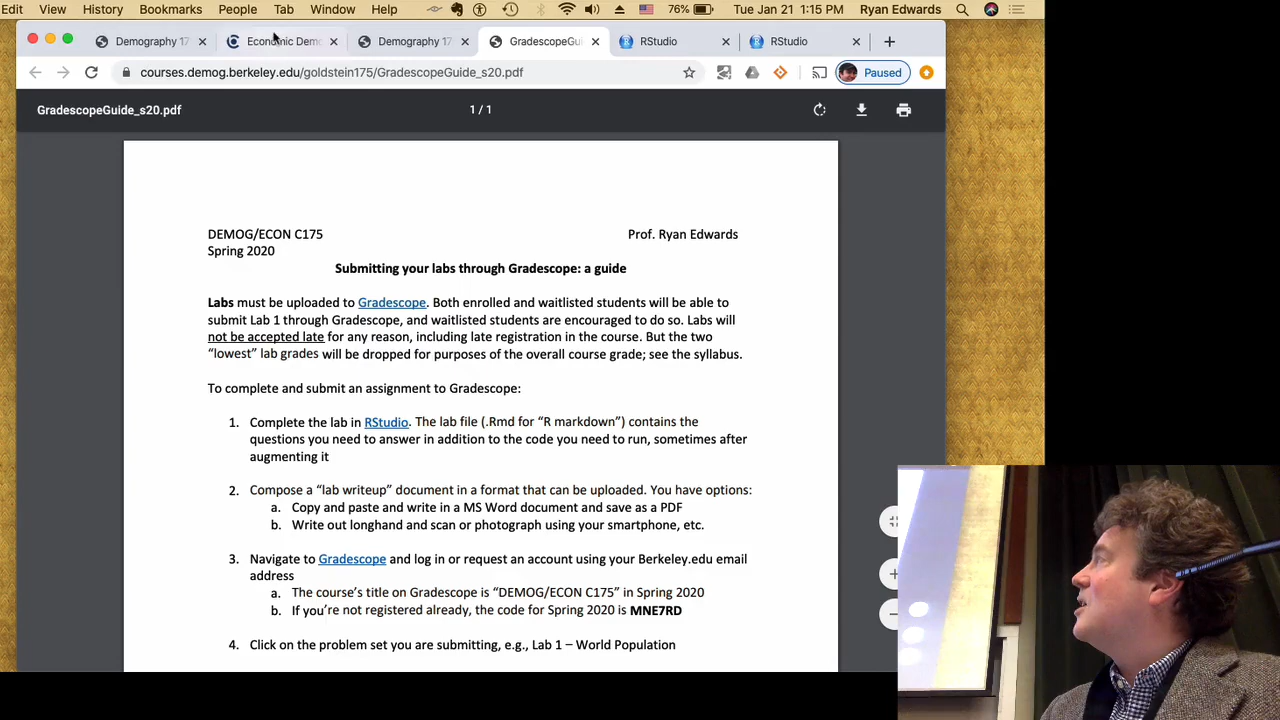 Edit View History Bookmarks People Tab Window Help 76% Tue Jan 21 1:15 PM Ryan Edwards
Demography 17 Economic Dem Demography 17 GradescopeGui RStudio RStudio
courses.demog.berkeley.edu/goldstein175/GradescopeGuide_s20.pdf Paused
GradescopeGuide_s20.pdf 1 / 1
DEMOG/ECON C175 Prof. Ryan Edwards
Spring 2020
Submitting your labs through Gradescope: a guide
Labs must be uploaded to Gradescope. Both enrolled and waitlisted students will be able to
submit Lab 1 through Gradescope, and waitlisted students are encouraged to do so. Labs will
not be accepted late for any reason, including late registration in the course. But the two
“lowest” lab grades will be dropped for purposes of the overall course grade; see the syllabus.
To complete and submit an assignment to Gradescope:
1. Complete the lab in RStudio. The lab file (.Rmd for “R markdown”) contains the
questions you need to answer in addition to the code you need to run, sometimes after
augmenting it
2. Compose a “lab writeup” document in a format that can be uploaded. You have options:
a. Copy and paste and write in a MS Word document and save as a PDF
b. Write out longhand and scan or photograph using your smartphone, etc.
3. Navigate to Gradescope and log in or request an account using your Berkeley.edu email
address
a. The course’s title on Gradescope is “DEMOG/ECON C175” in Spring 2020
b. If you’re not registered already, the code for Spring 2020 is MNE7RD
4. Click on the problem set you are submitting, e.g., Lab 1 – World Population